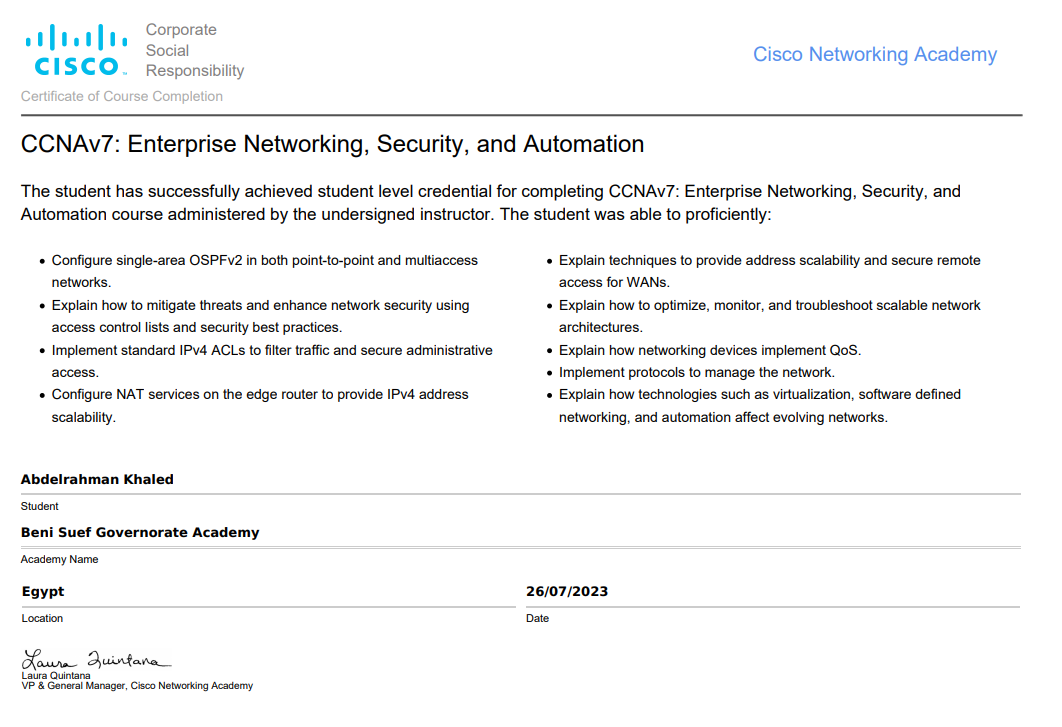 Corporate
Social
Responsibility
CISCO™
Cisco Networking Academy
Certificate of Course Completion
CCNAv7: Enterprise Networking, Security, and Automation
The student has successfully achieved student level credential for completing CCNAv7: Enterprise Networking, Security, and
Automation course administered by the undersigned instructor. The student was able to proficiently:
• Configure single-area OSPFv2 in both point-to-point and multiaccess
networks.
• Explain how to mitigate threats and enhance network security using
access control lists and security best practices.
• Implement standard IPv4 ACLs to filter traffic and secure administrative
access.
• Configure NAT services on the edge router to provide IPv4 address
scalability.
• Explain techniques to provide address scalability and secure remote
access for WANs.
• Explain how to optimize, monitor, and troubleshoot scalable network
architectures.
• Explain how networking devices implement QoS.
• Implement protocols to manage the network.
• Explain how technologies such as virtualization, software defined
networking, and automation affect evolving networks.
Abdelrahman Khaled
Student
Beni Suef Governorate Academy
Academy Name
Egypt
Location
26/07/2023
Date
Laura Quintana
Laura Quintana
VP & General Manager, Cisco Networking Academy